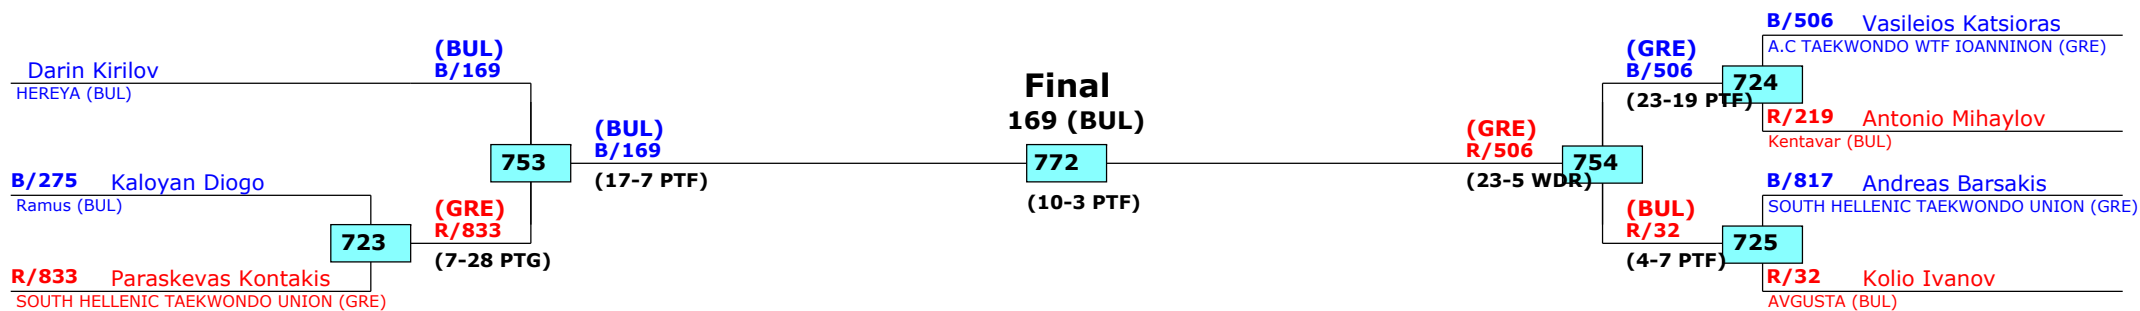 Darin Kirilov
HEREYA (BUL)
(BUL)
B/169
B/275 Kaloyan Diogo
Ramus (BUL)
723
R/833 Paraskevas Kontakis
SOUTH HELLENIC TAEKWONDO UNION (GRE)
(GRE)
R/833
(7-28 PTG)
753
(BUL)
B/169
(17-7 PTF)
Final
169 (BUL)
772
(10-3 PTF)
(GRE)
R/506
(23-5 WDR)
754
(GRE)
B/506
(23-19 PTF)
(BUL)
R/32
(4-7 PTF)
B/506 Vasileios Katsioras
A.C TAEKWONDO WTF IOANNINON (GRE)
724
R/219 Antonio Mihaylov
Kentavar (BUL)
B/817 Andreas Barsakis
SOUTH HELLENIC TAEKWONDO UNION (GRE)
725
R/32 Kolio Ivanov
AVGUSTA (BUL)